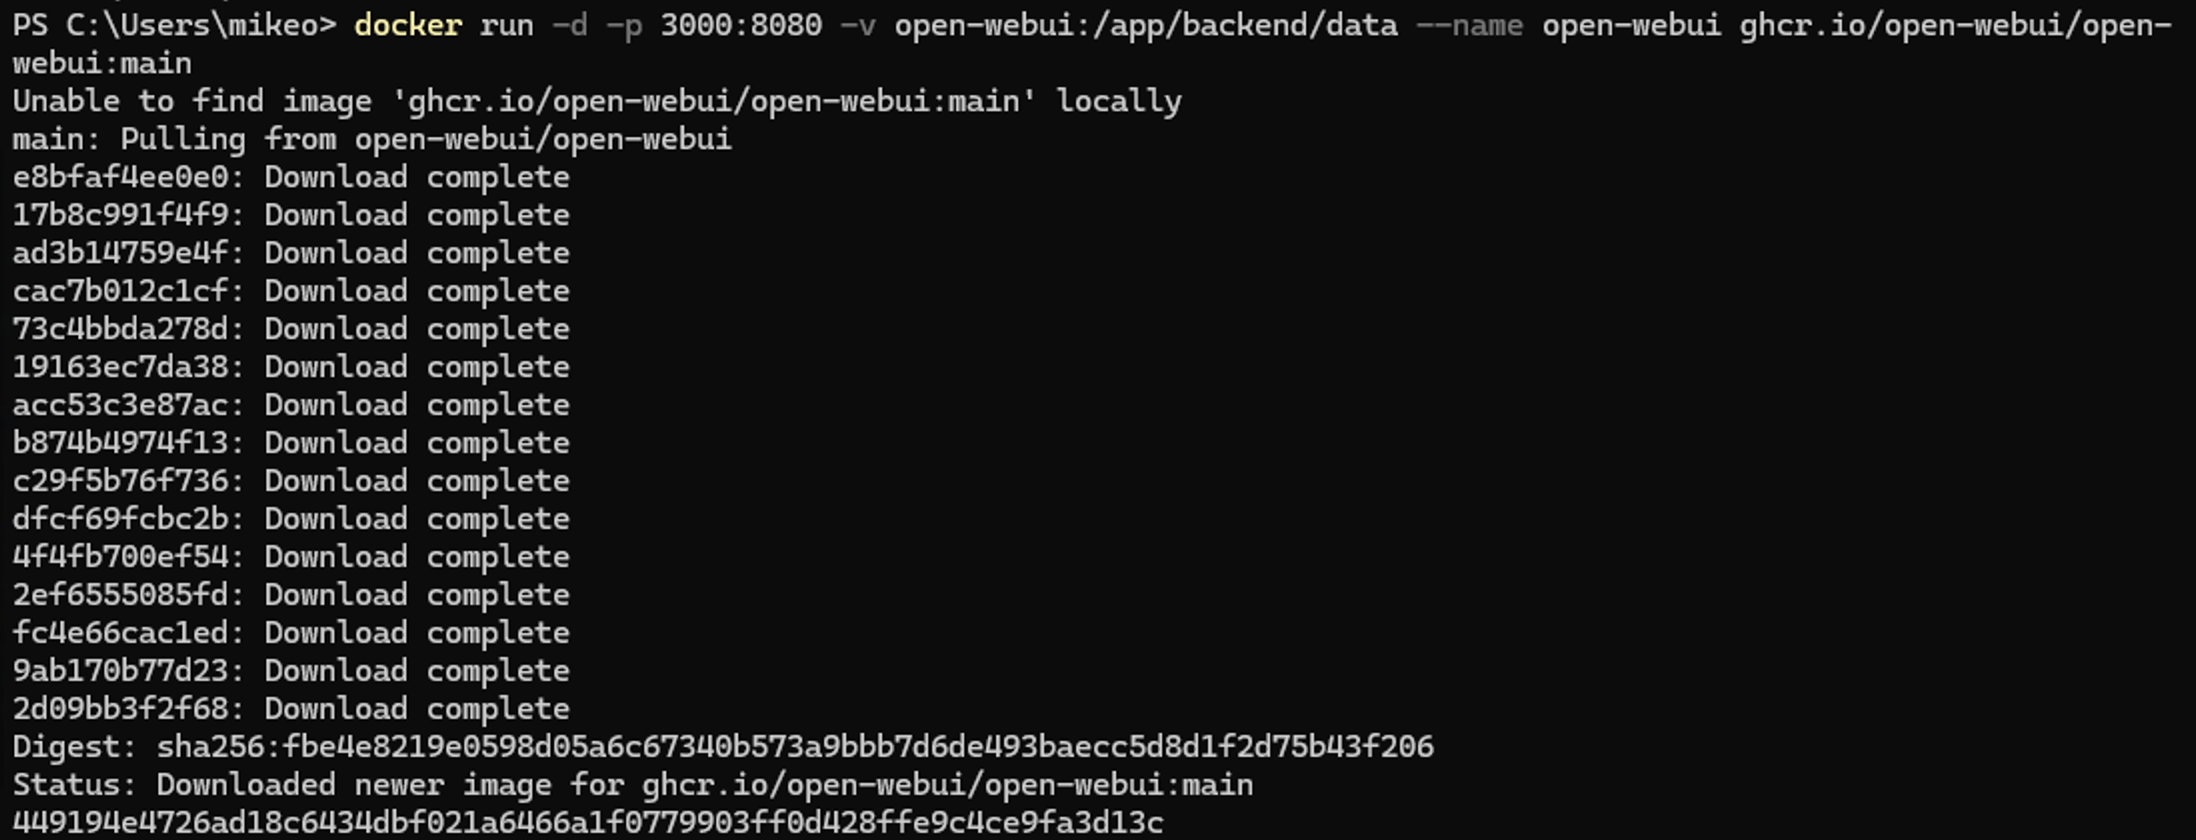 PS C:\Users\mikeo> docker run -d -p 3000:8080 -v open-webui:/app/backend/data --name open-webui ghcr.io/open-webui/open-
webui:main
Unable to find image 'ghcr.io/open-webui/open-webui:main' locally
main: Pulling from open-webui/open-webui
e8bfaf4ee0e0: Download complete
17b8c991f4f9: Download complete
ad3b14759e4f: Download complete
cac7b012c1cf: Download complete
73c4bbda278d: Download complete
19163ec7da38: Download complete
acc53c3e87ac: Download complete
b874b4974f13: Download complete
c29f5b76f736: Download complete
dfcf69fcbc2b: Download complete
4f4fb700ef54: Download complete
2ef6555085fd: Download complete
fc4e66cac1ed: Download complete
9ab170b77d23: Download complete
2d09bb3f2f68: Download complete
Digest: sha256:fbe4e8219e0598d05a6c67340b573a9bbb7d6de493baecc5d8d1f2d75b43f206
Status: Downloaded newer image for ghcr.io/open-webui/open-webui:main
449194e4726ad18c6434dbf021a6466a1f0779903ff0d428ffe9c4ce9fa3d13c